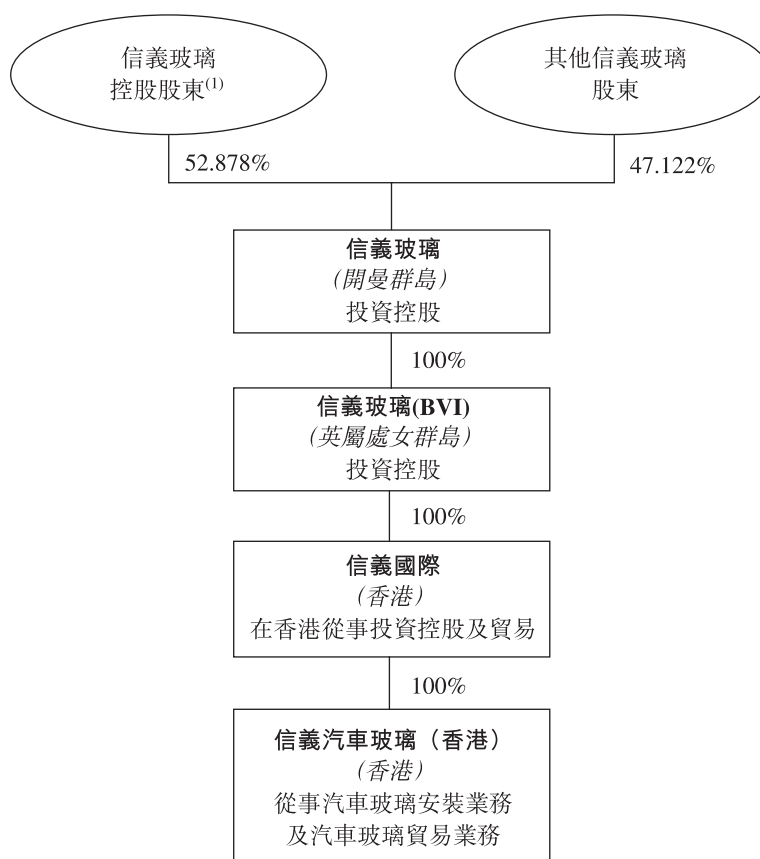 信義玻璃
控股股東(1)
其他信義玻璃
股東
52.878%
47.122%
信義玻璃
(開曼群島)
投資控股
100%
信義玻璃(BVI)
(英屬處女群島)
投資控股
100%
信義國際
(香港)
在香港從事投資控股及貿易
100%
信義汽車玻璃（香港）
(香港)
從事汽車玻璃安裝業務
及汽車玻璃貿易業務